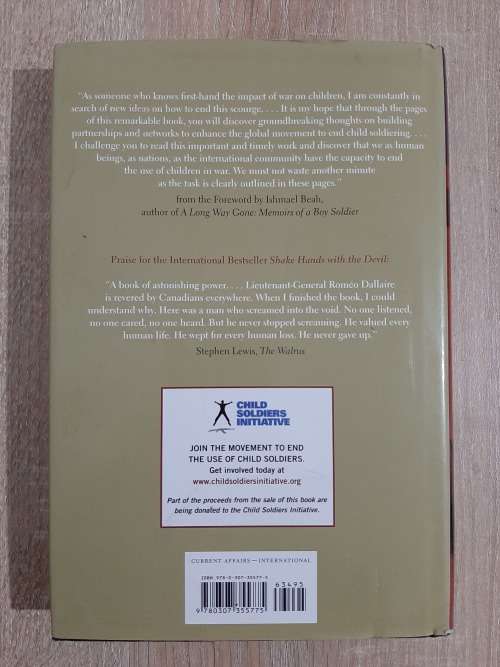 “As someone who knows first-hand the impact of war on children, I am constantly in
search of new ideas on how to end this scourge. . . . It is my hope that through the pages
of this remarkable book, you will discover groundbreaking thoughts on building
partnerships and networks to enhance the global movement to end child soldiering. . . .
I challenge you to read this important and timely work and discover that we as human
beings, as nations, as the international community have the capacity to end
the use of children in war. We must not waste another minute
as the task is clearly outlined in these pages.”
from the Foreword by Ishmael Beah,
author of A Long Way Gone: Memoirs of a Boy Soldier
Praise for the International Bestseller Shake Hands with the Devil:
“A book of astonishing power. . . . Lieutenant-General Roméo Dallaire
is revered by Canadians everywhere. When I finished the book, I could
understand why. Here was a man who screamed into the void. No one listened,
no one cared, no one heard. But he never stopped screaming. He valued every
human life. He wept for every human loss. He never gave up.”
Stephen Lewis, The Walrus
CHILD
SOLDIERS
INITIATIVE
JOIN THE MOVEMENT TO END
THE USE OF CHILD SOLDIERS.
Get involved today at
www.childsoldiersinitiative.org
Part of the proceeds from the sale of this book are
being donated to the Child Soldiers Initiative.
CURRENT AFFAIRS—INTERNATIONAL
ISBN 978-0-307-35577-5
63495
9 780307 355775